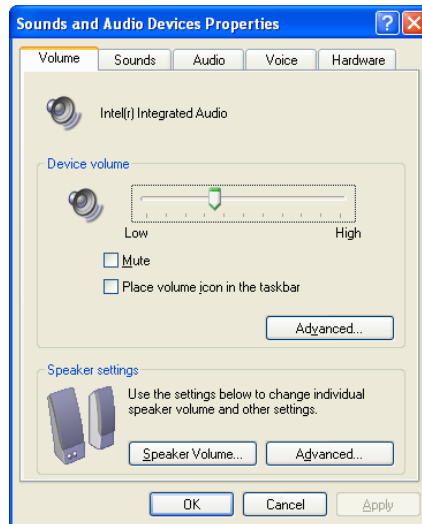 Sounds and Audio Devices Properties
Volume
Sounds
Audio
Voice
Hardware
Intel(r) Integrated Audio
Device volume
Low
High
Mute
Place volume icon in the taskbar
Advanced...
Speaker settings
Use the settings below to change individual
speaker volume and other settings.
Speaker Volume...
Advanced...
OK
Cancel
Apply